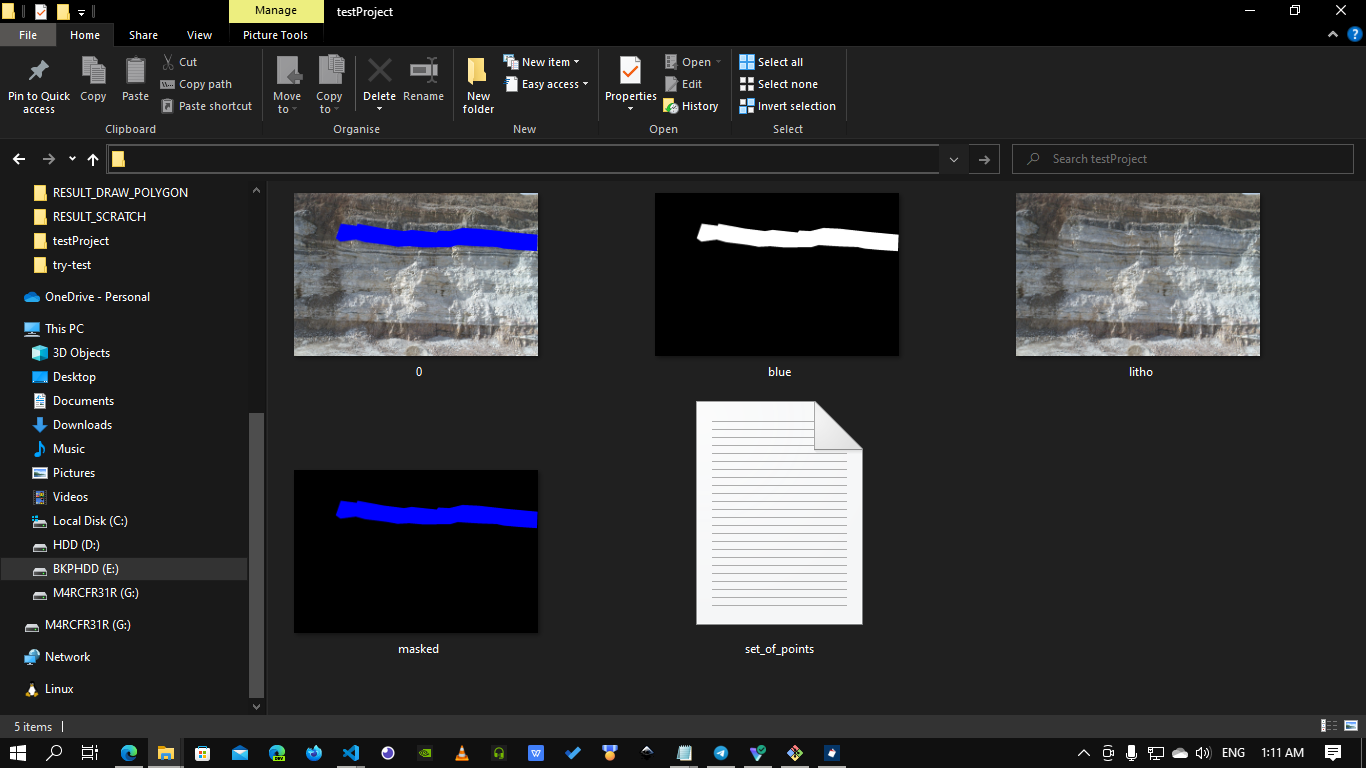 Manage
testProject
File
Home
Share
View
Picture Tools
Pin to Quick access
Copy
Paste
Cut
Copy path
Paste shortcut
Clipboard
Move to
Copy to
Delete
Rename
Organise
New folder
New item
Easy access
New
Properties
Open
Edit
History
Open
Select all
Select none
Invert selection
Select
Search testProject
RESULT_DRAW_POLYGON
RESULT_SCRATCH
testProject
try-test
OneDrive - Personal
This PC
3D Objects
Desktop
Documents
Downloads
Music
Pictures
Videos
Local Disk (C:)
HDD (D:)
BKPHDD (E:)
M4RCFR31R (G:)
M4RCFR31R (G:)
Network
Linux
0
blue
litho
masked
set_of_points
5 items
ENG
1:11 AM